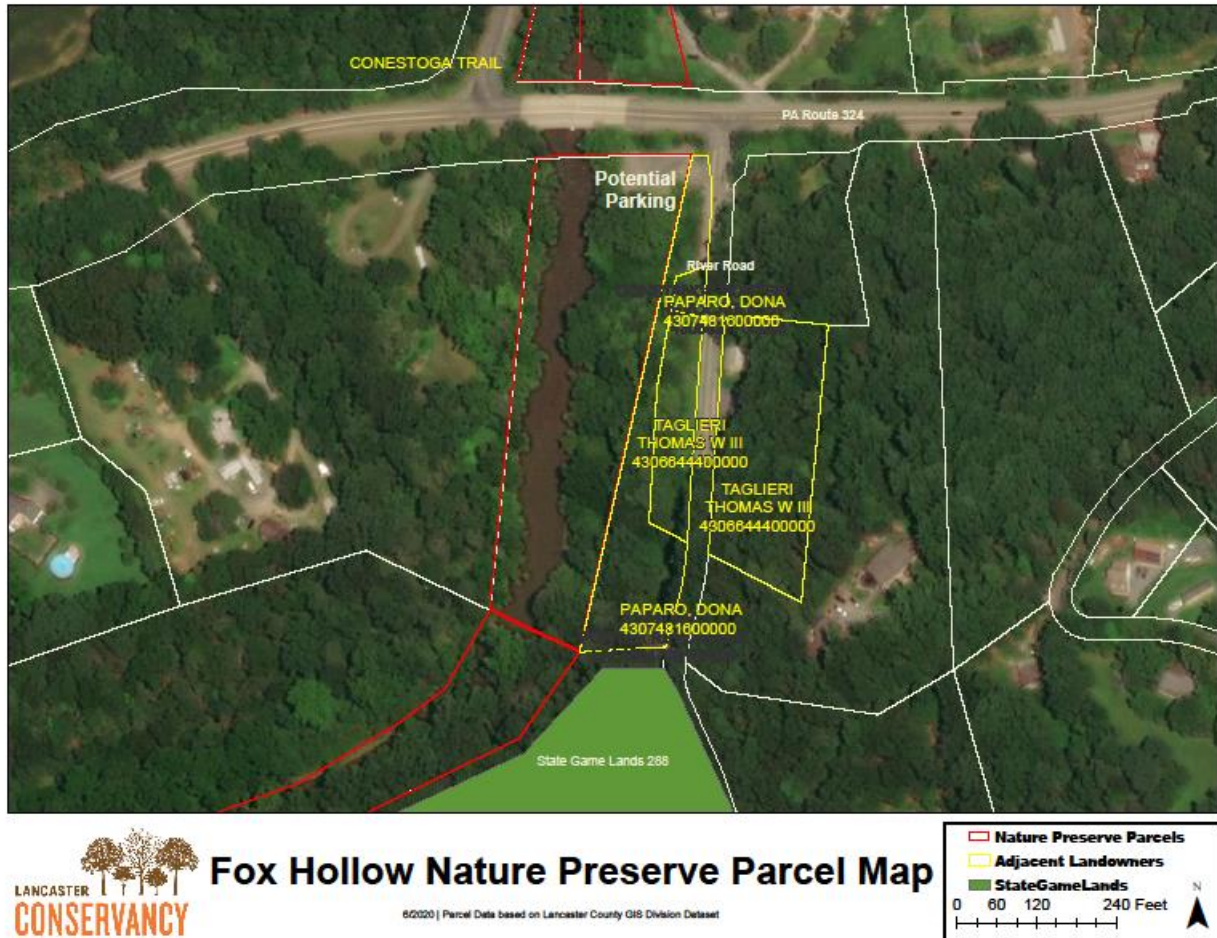 CONESTOGA TRAIL
PA Route 324
Potential
Parking
River Road
PAPARO, DONA
4307481600000
TAGLIERI
THOMAS W III
4306644400000
TAGLIERI
THOMAS W III
4306644400000
PAPARO, DONA
4307481600000
State Game Lands 288
LANCASTER
CONSERVANCY
Fox Hollow Nature Preserve Parcel Map
6/2020 | Parcel Data based on Lancaster County GIS Division Dataset
Nature Preserve Parcels
Adjacent Landowners
StateGameLands
N
0 60 120 240 Feet